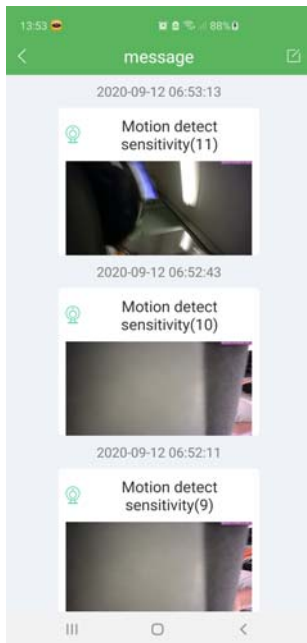 13:53
88%
message
2020-09-12 06:53:13
Motion detect
sensitivity(11)
2020-09-12 06:52:43
Motion detect
sensitivity(10)
2020-09-12 06:52:11
Motion detect
sensitivity(9)